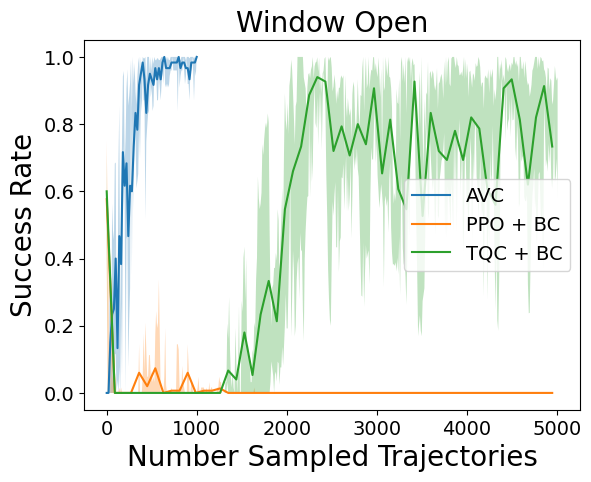 Window Open
Success Rate
1.0
0.8
0.6
0.4
0.2
0.0
AVC
PPO + BC
TQC + BC
0 1000 2000 3000 4000 5000
Number Sampled Trajectories